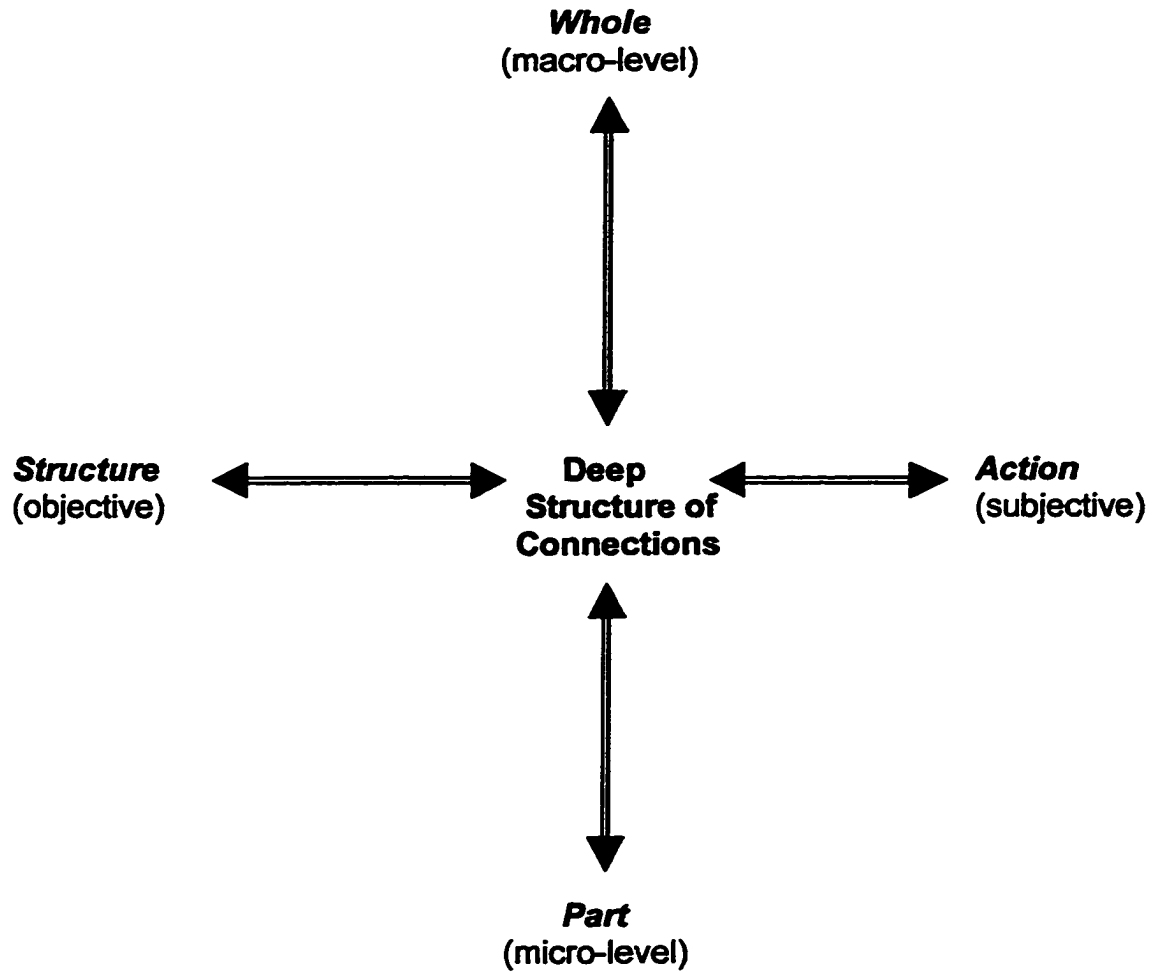 Whole
(macro-level)
Structure
(objective)
Deep
Structure of
Connections
Action
(subjective)
Part
(micro-level)